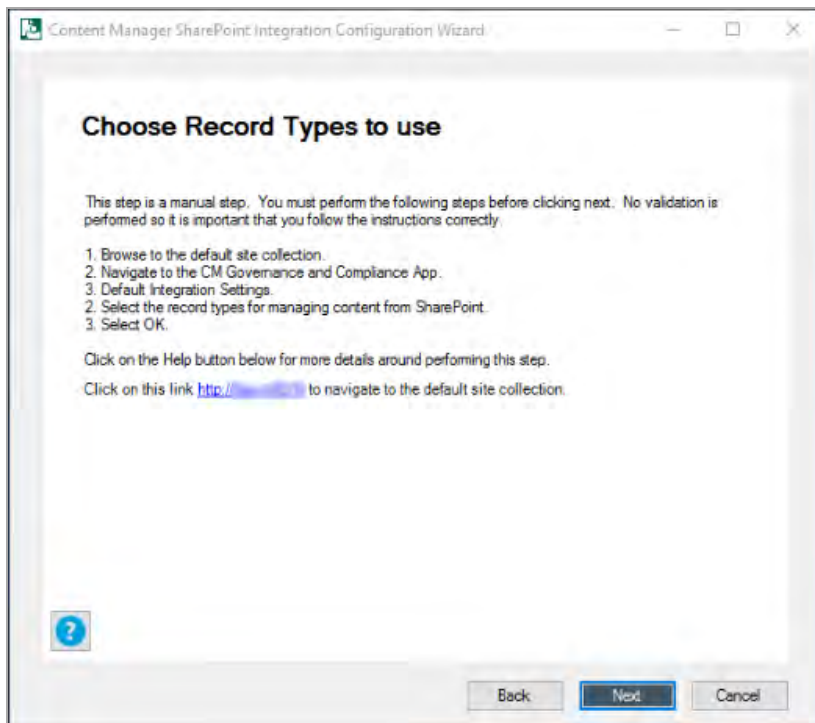 Content Manager SharePoint Integration Configuration Wizard
Choose Record Types to use
This step is a manual step. You must perform the following steps before clicking next. No validation is
performed so it is important that you follow the instructions correctly.
1. Browse to the default site collection.
2. Navigate to the CM Governance and Compliance App.
3. Default Integration Settings.
2. Select the record types for managing content from SharePoint.
3. Select OK.
Click on the Help button below for more details around performing this step.
Click on this link http:// to navigate to the default site collection.
?
Back Next Cancel